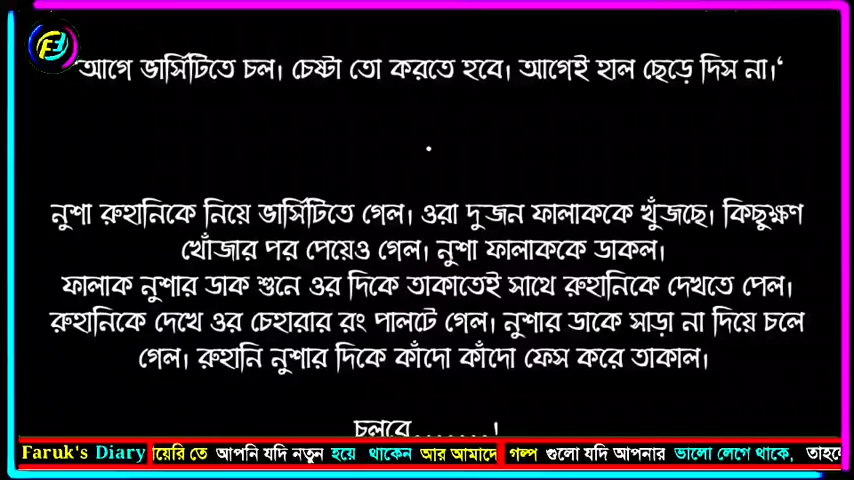 ‘আগে ভার্সিটিতে চল। চেষ্টা তো করতে হবে। আগেই হাল ছেড়ে দিস না।‘
.
নুশা রুহানিকে নিয়ে ভার্সিটিতে গেল। ওরা দুজন ফালাককে খুঁজছে। কিছুক্ষণ
খোঁজার পর পেয়েও গেল। নুশা ফালাককে ডাকল।
ফালাক নুশার ডাক শুনে ওর দিকে তাকাতেই সাথে রুহানিকে দেখতে পেল।
রুহানিকে দেখে ওর চেহারার রং পালটে গেল। নুশার ডাকে সাড়া না দিয়ে চলে
গেল। রুহানি নুশার দিকে কাঁদো কাঁদো ফেস করে তাকাল।
চলবে.......!
Faruk's Diary য়েরি তে আপনি যদি নতুন হয়ে থাকেন আর আমাদে গল্প গুলো যদি আপনার ভালো লেগে থাকে, তাহলে